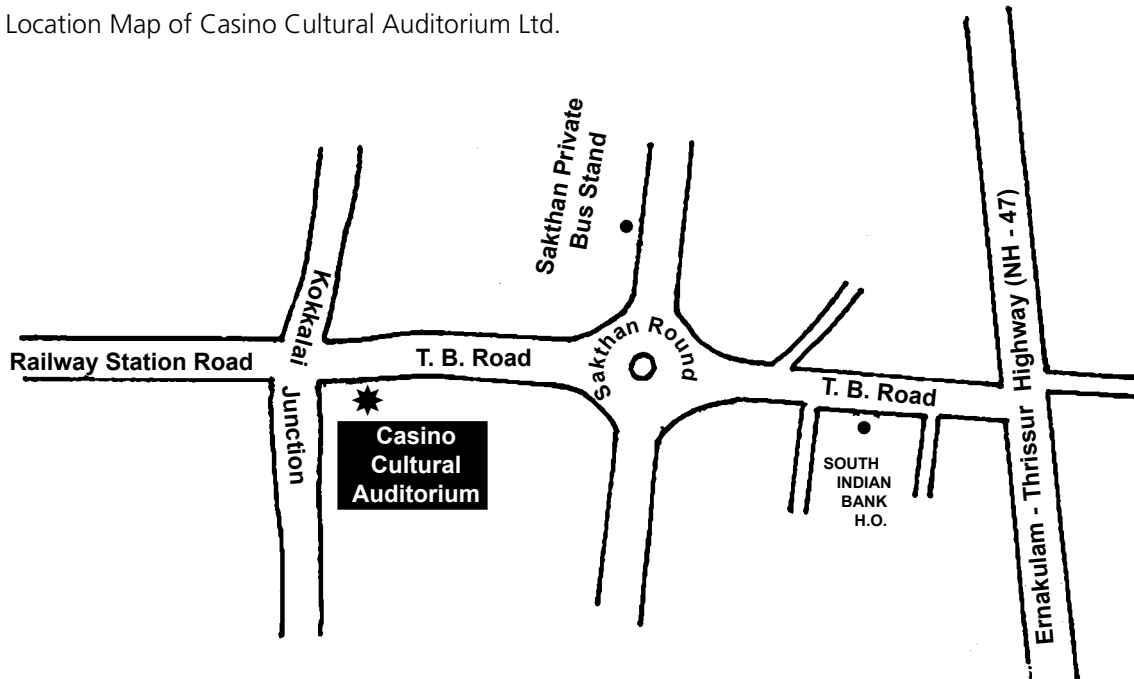 Location Map of Casino Cultural Auditorium Ltd.
Sakthan Private
Bus Stand
Kokkalai
Junction
Railway Station Road
T. B. Road
Sakthan Round
T. B. Road
Ernakulam - Thrissur Highway (NH - 47)
Casino
Cultural
Auditorium
SOUTH
INDIAN
BANK
H.O.